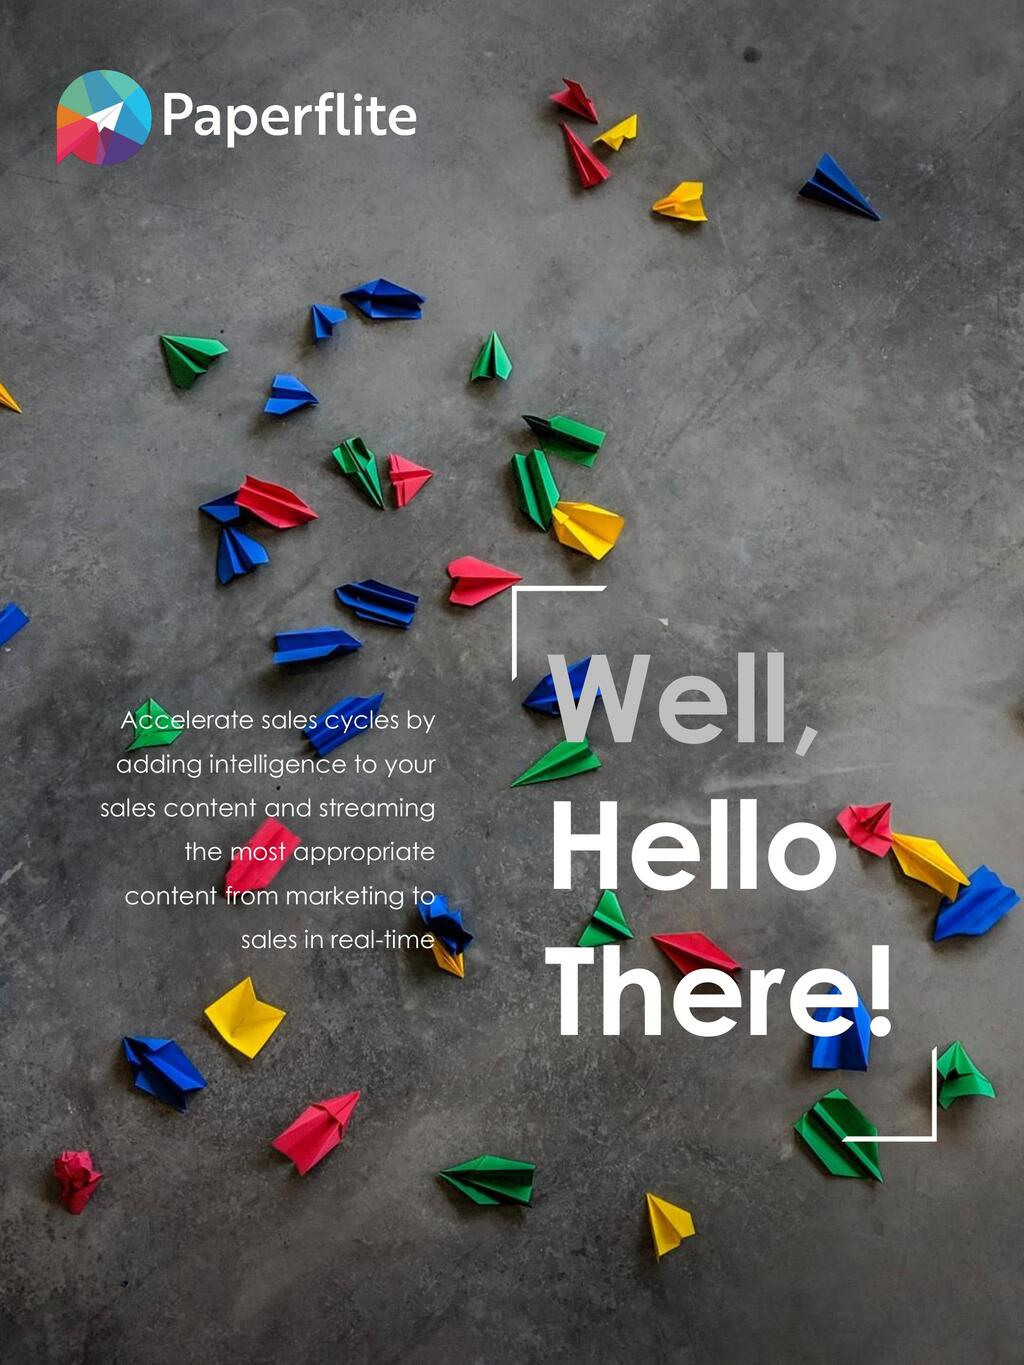 Paperflite
Accelerate sales cycles by
adding intelligence to your
sales content and streaming
the most appropriate
content from marketing to
sales in real-time
Well,
Hello
There!